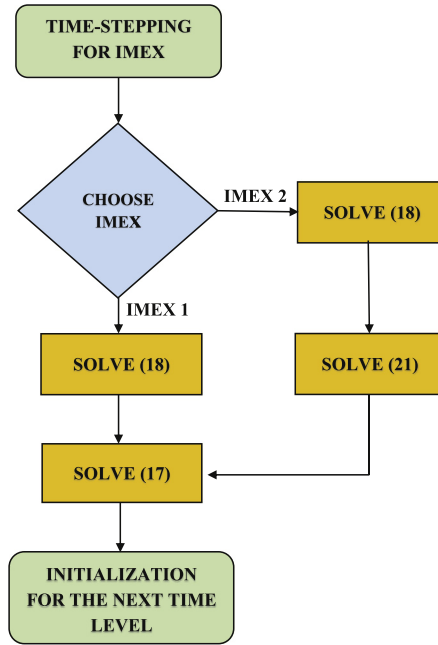 TIME-STEPPING
FOR IMEX
CHOOSE
IMEX
IMEX 2
SOLVE (18)
IMEX 1
SOLVE (18)
SOLVE (21)
SOLVE (17)
INITIALIZATION
FOR THE NEXT TIME
LEVEL